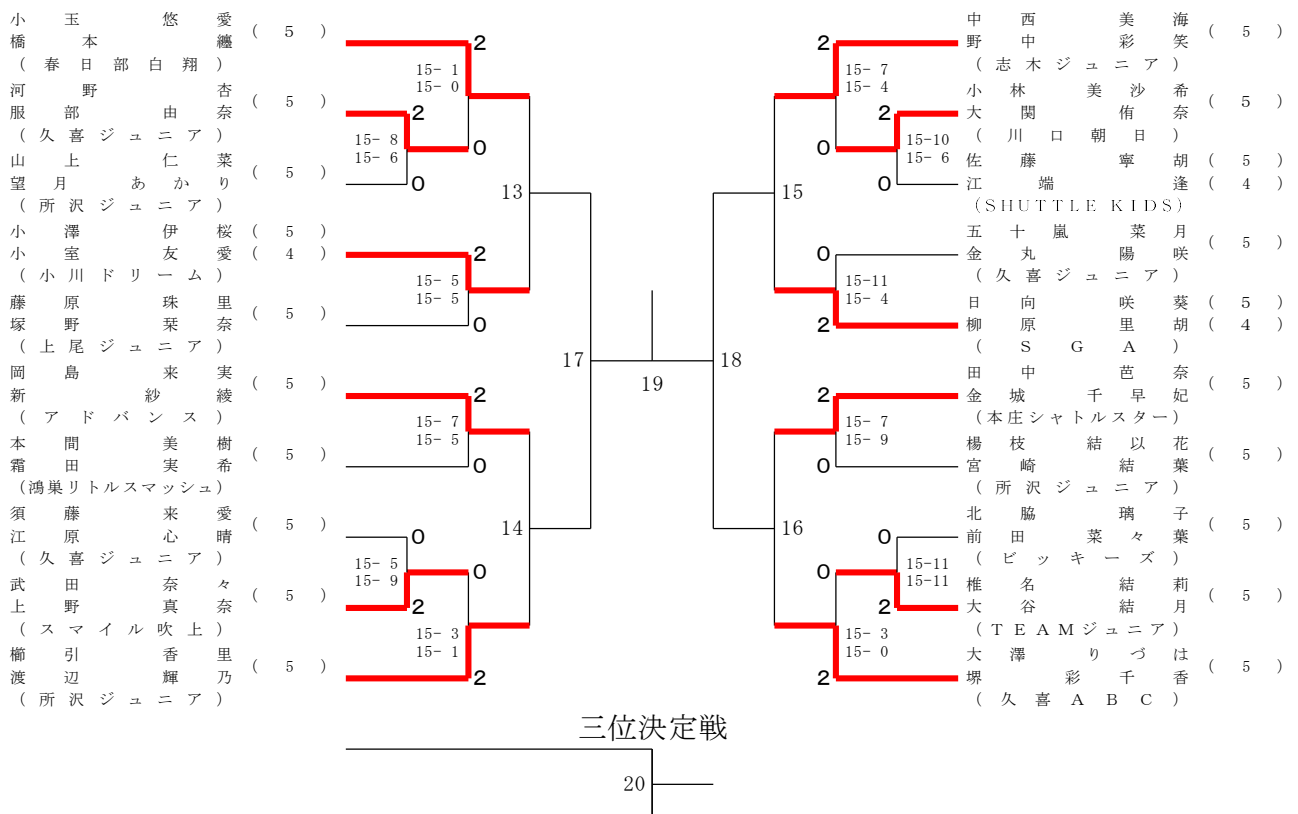 小玉悠愛
橋本纏
(春日部白翔)
( 5 )
河野杏
服部由奈
(久喜ジュニア)
( 5 )
山上仁菜
望月あかり
(所沢ジュニア)
( 5 )
小澤伊桜 ( 5 )
小室友愛 ( 4 )
(小川ドリーム)
藤原珠里
塚野栞奈
(上尾ジュニア)
( 5 )
岡島来実
新紗綾
(アドバンス)
( 5 )
本間美樹
霜田実希
(鴻巣リトルスマッシュ)
( 5 )
須藤来愛
江原心晴
(久喜ジュニア)
( 5 )
武田奈々
上野真奈
(スマイル吹上)
( 5 )
櫛引香里
渡辺輝乃
(所沢ジュニア)
( 5 )
2
15- 1
15- 0
2
15- 8
15- 6
0
0
13
2
15- 5
15- 5
0
17
2
15- 7
15- 5
0
14
0
15- 5
15- 9
0
2
15- 3
15- 1
2
19
18
2
15- 7
15- 4
2
0
15-10
15- 6
0
15
0
15-11
15- 4
2
2
15- 7
15- 9
0
16
0
15-11
15-11
0
2
15- 3
15- 0
2
中西美海
野中彩笑
(志木ジュニア)
( 5 )
小林美沙希
大関侑奈
(川口朝日)
( 5 )
佐藤寧胡 ( 5 )
江端逢 ( 4 )
(SHUTTLE KIDS)
五十嵐菜月
金丸陽咲
(久喜ジュニア)
( 5 )
日向咲葵 ( 5 )
柳原里胡 ( 4 )
(SGA)
田中芭奈
金城千早妃
(本庄シャトルスター)
( 5 )
楊枝結以花
宮崎結葉
(所沢ジュニア)
( 5 )
北脇璃子
前田菜々葉
(ビッキーズ)
( 5 )
椎名結莉
大谷結月
(TEAMジュニア)
( 5 )
大澤りづは
堺彩千香
(久喜ABC)
( 5 )
三位決定戦
20